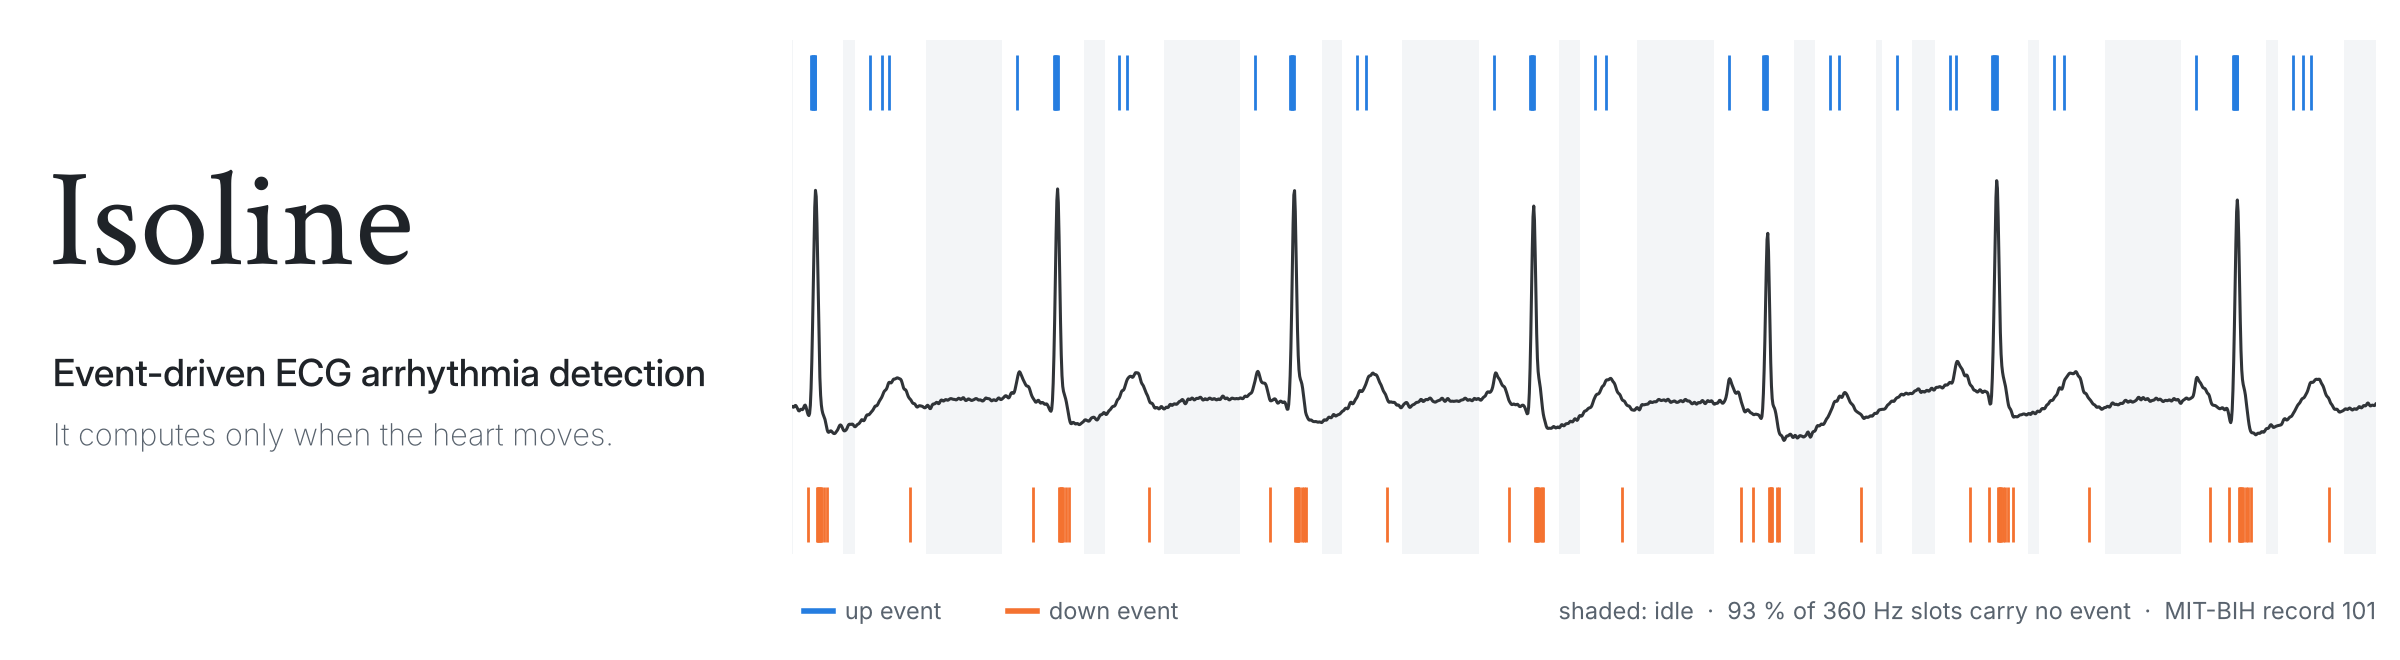 Isoline
Event-driven ECG arrhythmia detection
It computes only when the heart moves.
up event
down event
shaded: idle · 93 % of 360 Hz slots carry no event · MIT-BIH record 101